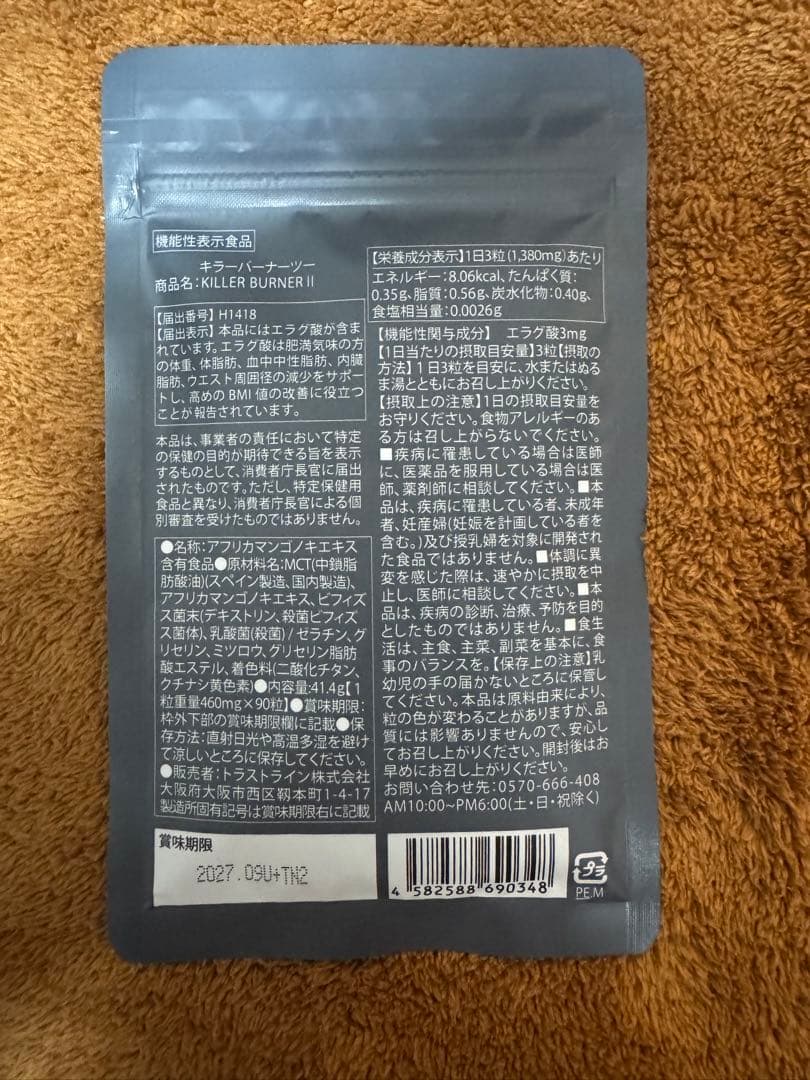 機能性表示食品
キラーバーナーツー
商品名:KILLER BURNERⅡ
【届出番号】H1418
【届出表示】本品にはエラグ酸が含ま
れています。エラグ酸は肥満気味の方
の体重、体脂肪、血中中性脂肪、内臓
脂肪、ウエスト周囲径の減少をサポー
トし、高めのBMI値の改善に役立つ
ことが報告されています。
本品は、事業者の責任において特定
の保健の目的が期待できる旨を表示
するものとして、消費者庁長官に届出
されたものです。ただし、特定保健用
食品と異なり、消費者庁長官による個
別審査を受けたものではありません。
●名称:アフリカマンゴノキエキス
含有食品●原材料名:MCT(中鎖脂
肪酸油)(スペイン製造、国内製造)、
アフリカマンゴノキエキス、ビフィズ
ス菌末(デキストリン、殺菌ビフィズ
ス菌体)、乳酸菌(殺菌)/ゼラチン、グ
リセリン、ミツロウ、グリセリン脂肪
酸エステル、着色料(二酸化チタン、
クチナシ黄色素)●内容量:41.4g【1
粒重量460mg×90粒】●賞味期限:
枠外下部の賞味期限欄に記載●保
存方法:直射日光や高温多湿を避け
て涼しいところに保存してください。
●販売者:トラストライン株式会社
大阪府大阪市西区靱本町1-4-17
製造所固有記号は賞味期限右に記載
【栄養成分表示】1日3粒(1,380mg)あたり
エネルギー:8.06kcal、たんぱく質:
0.35g、脂質:0.56g、炭水化物:0.40g、
食塩相当量:0.0026g
【機能性関与成分】 エラグ酸3mg
【1日当たりの摂取目安量】3粒【摂取の
方法】1日3粒を目安に、水またはぬる
ま湯とともにお召し上がりください。
【摂取上の注意】1日の摂取目安量を
お守りください。食物アレルギーのあ
る方は召し上がらないでください。
■疾病に罹患している場合は医師
に、医薬品を服用している場合は医
師、薬剤師に相談してください。■本
品は、疾病に罹患している者、未成年
者、妊産婦(妊娠を計画している者を
含む。)及び授乳婦を対象に開発され
た食品ではありません。■体調に異
変を感じた際は、速やかに摂取を中
止し、医師に相談してください。■本
品は、疾病の診断、治療、予防を目的
としたものではありません。■食生
活は、主食、主菜、副菜を基本に、食
事のバランスを。【保存上の注意】乳
幼児の手の届かないところに保管し
てください。本品は原料由来により、
粒の色が変わることがありますが、品
質には影響ありませんので、安心し
てお召し上がりください。開封後はお
早めにお召し上がりください。
お問い合わせ先:0570-666-408
AM10:00~PM6:00(土・日・祝除く)
賞味期限
2027.09U+TN2
4 582588 690348
プラ
PE.M